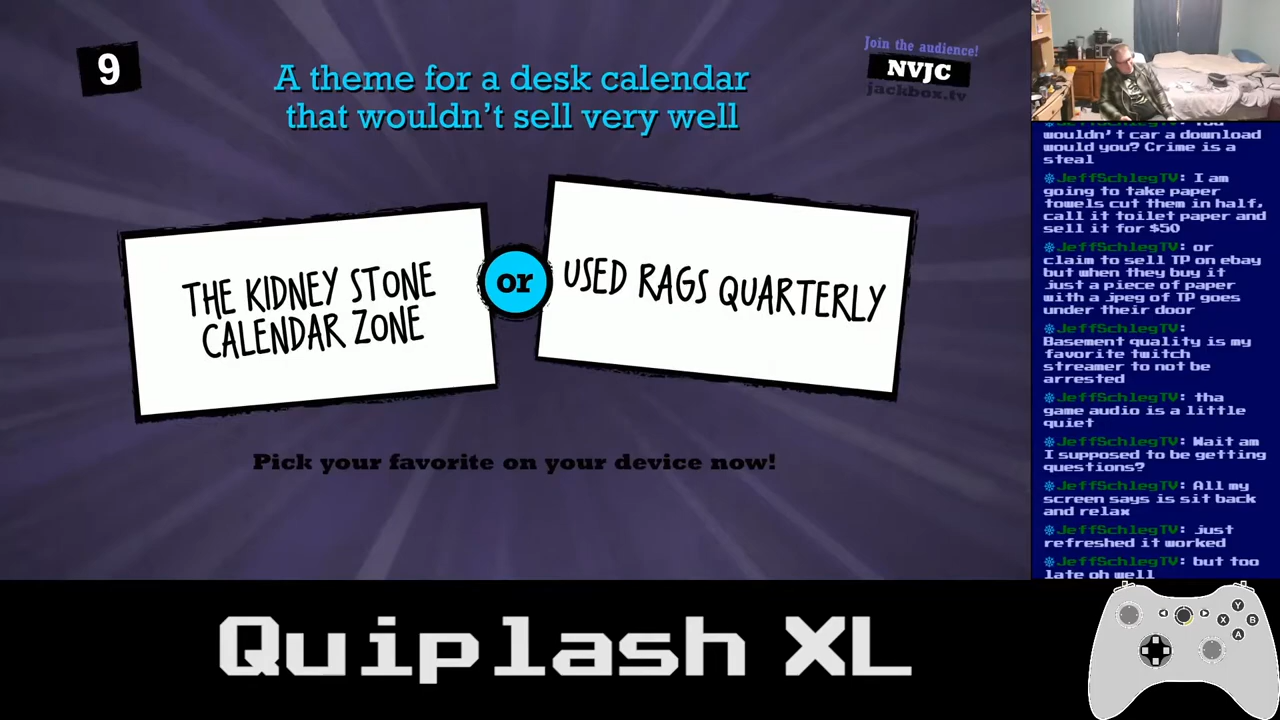 9
A theme for a desk calendar
that wouldn't sell very well
Join the audience!
NVJC
jackbox.tv
THE KIDNEY STONE
CALENDAR ZONE
or
USED RAGS QUARTERLY
Pick your favorite on your device now!
wouldn't car a download
would you? Crime is a
steal
JeffSchlegTV: I am
going to take paper
towels cut them in half,
call it toilet paper and
sell it for $50
JeffSchlegTV: or
claim to sell TP on ebay
but when they buy it
just a piece of paper
with a jpeg of TP goes
under their door
JeffSchlegTV:
Basement quality is my
favorite twitch
streamer to not be
arrested
JeffSchlegTV: tha
game audio is a little
quiet
JeffSchlegTV: Wait am
I supposed to be getting
questions?
JeffSchlegTV: All my
screen says is sit back
and relax
JeffSchlegTV: just
refreshed it worked
JeffSchlegTV: but too
late oh well
Quiplash XL
Y
X
B
A